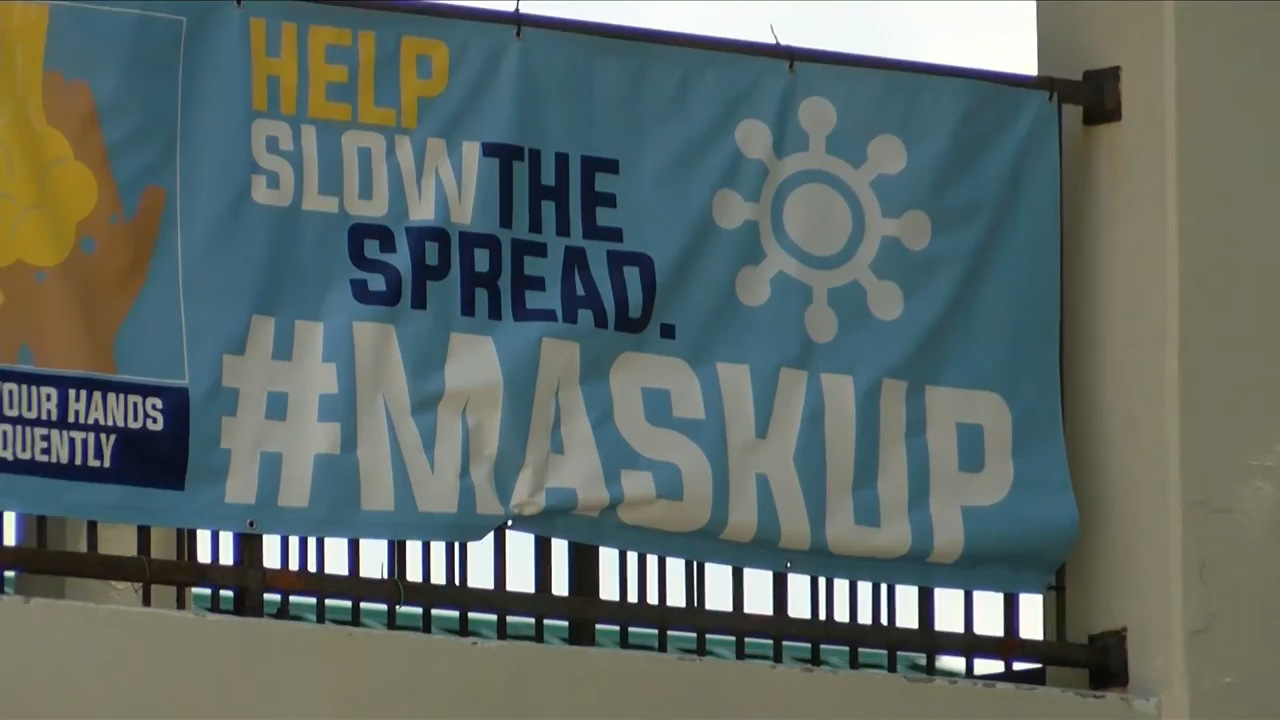 HELP
SLOW THE
SPREAD.
#MASKUP
OUR HANDS
QUENTLY